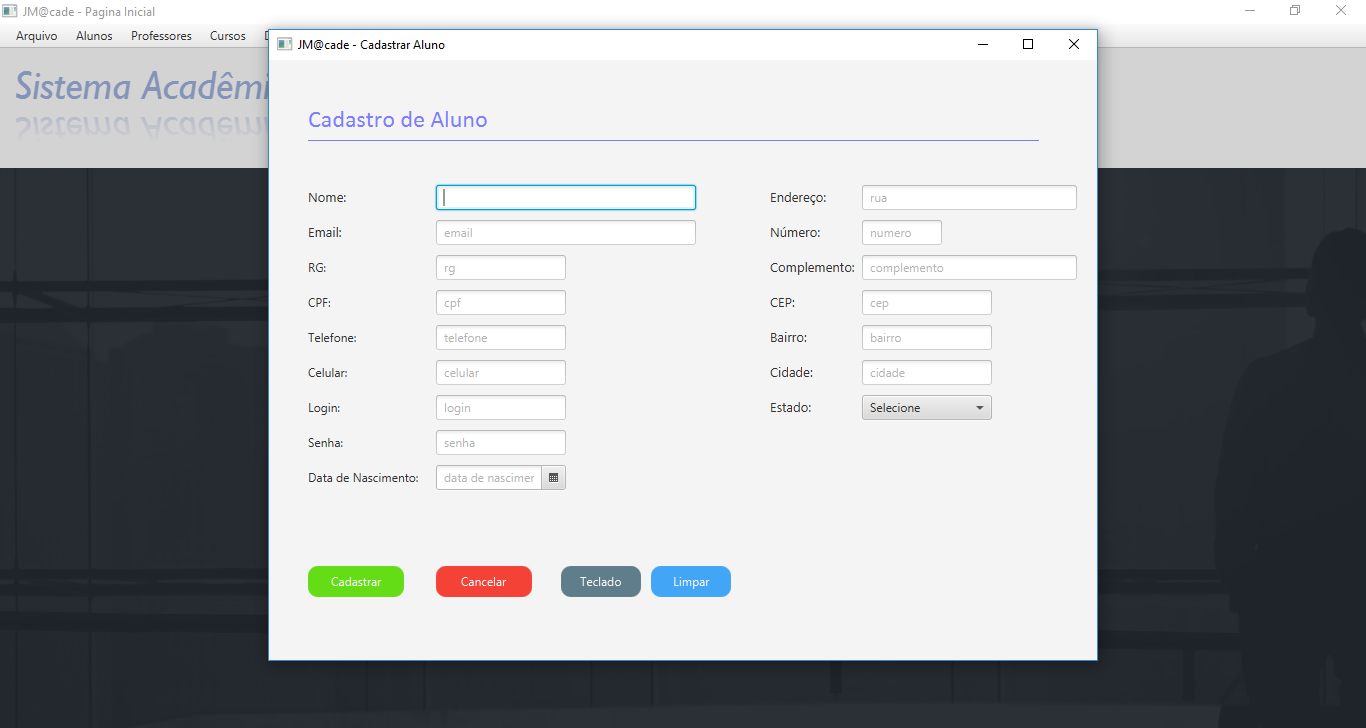 JM@cade - Pagina Inicial
Arquivo Alunos Professores Cursos
Sistema
JM@cade - Cadastrar Aluno
Cadastro de Aluno
Nome:
Email: email
RG: rg
CPF: cpf
Telefone: telefone
Celular: celular
Login: login
Senha: senha
Data de Nascimento: data de nascimer
Endereço: rua
Número: numero
Complemento: complemento
CEP: cep
Bairro: bairro
Cidade: cidade
Estado: Selecione
Cadastrar Cancelar Teclado Limpar